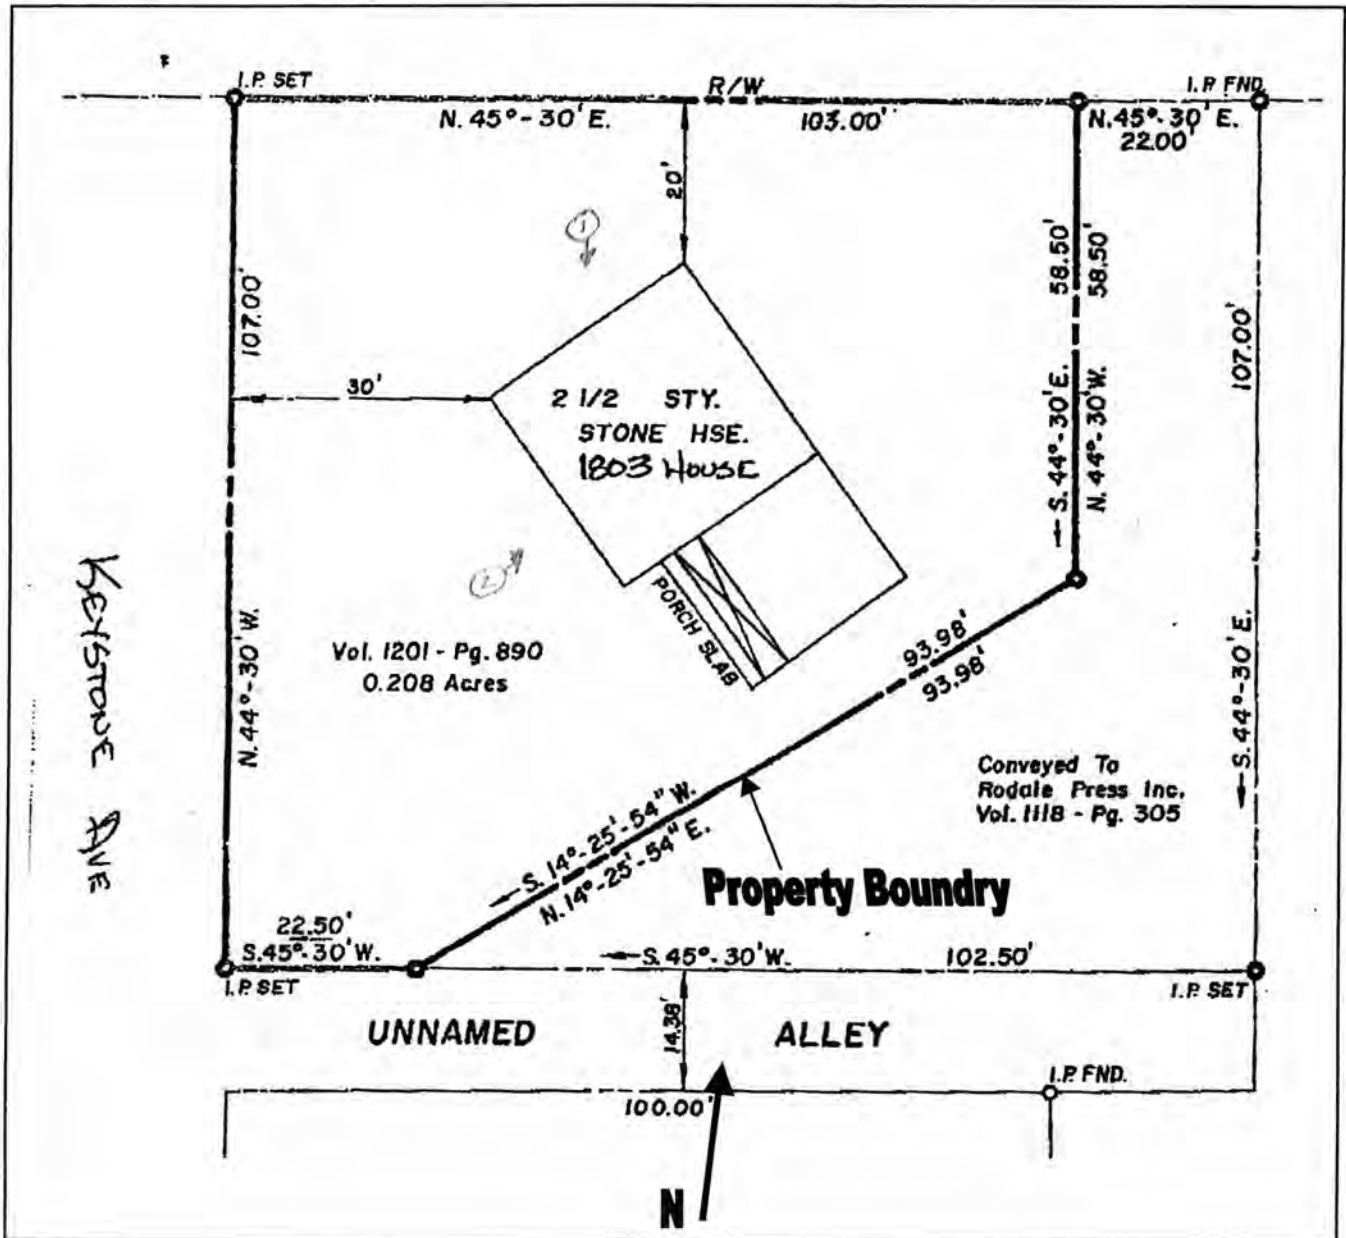 I.P. SET
R/W
I.P. FND.
N. 45°-30' E.
103.00'
N.45°-30' E.
22.00'
20'
1
107.00'
58.50'
58.50'
107.00'
30'
2 1/2 STY.
STONE HSE.
1803 HOUSE
S. 44°-30' E.
N. 44°-30' W.
2
PORCH SLAB
KEYSTONE AVE
N. 44°-30' W.
Vol. 1201 - Pg. 890
0.208 Acres
93.98'
93.98'
S. 44°-30' E.
Conveyed To
Rodale Press Inc.
Vol. 1118 - Pg. 305
S. 14°-25'-54" W.
N. 14°-25'-54" E.
Property Boundry
22.50'
S.45°-30' W.
S.45°-30' W.
102.50'
I.P. SET
I.P. SET
UNNAMED ALLEY
14.38'
I.P. FND.
100.00'
N